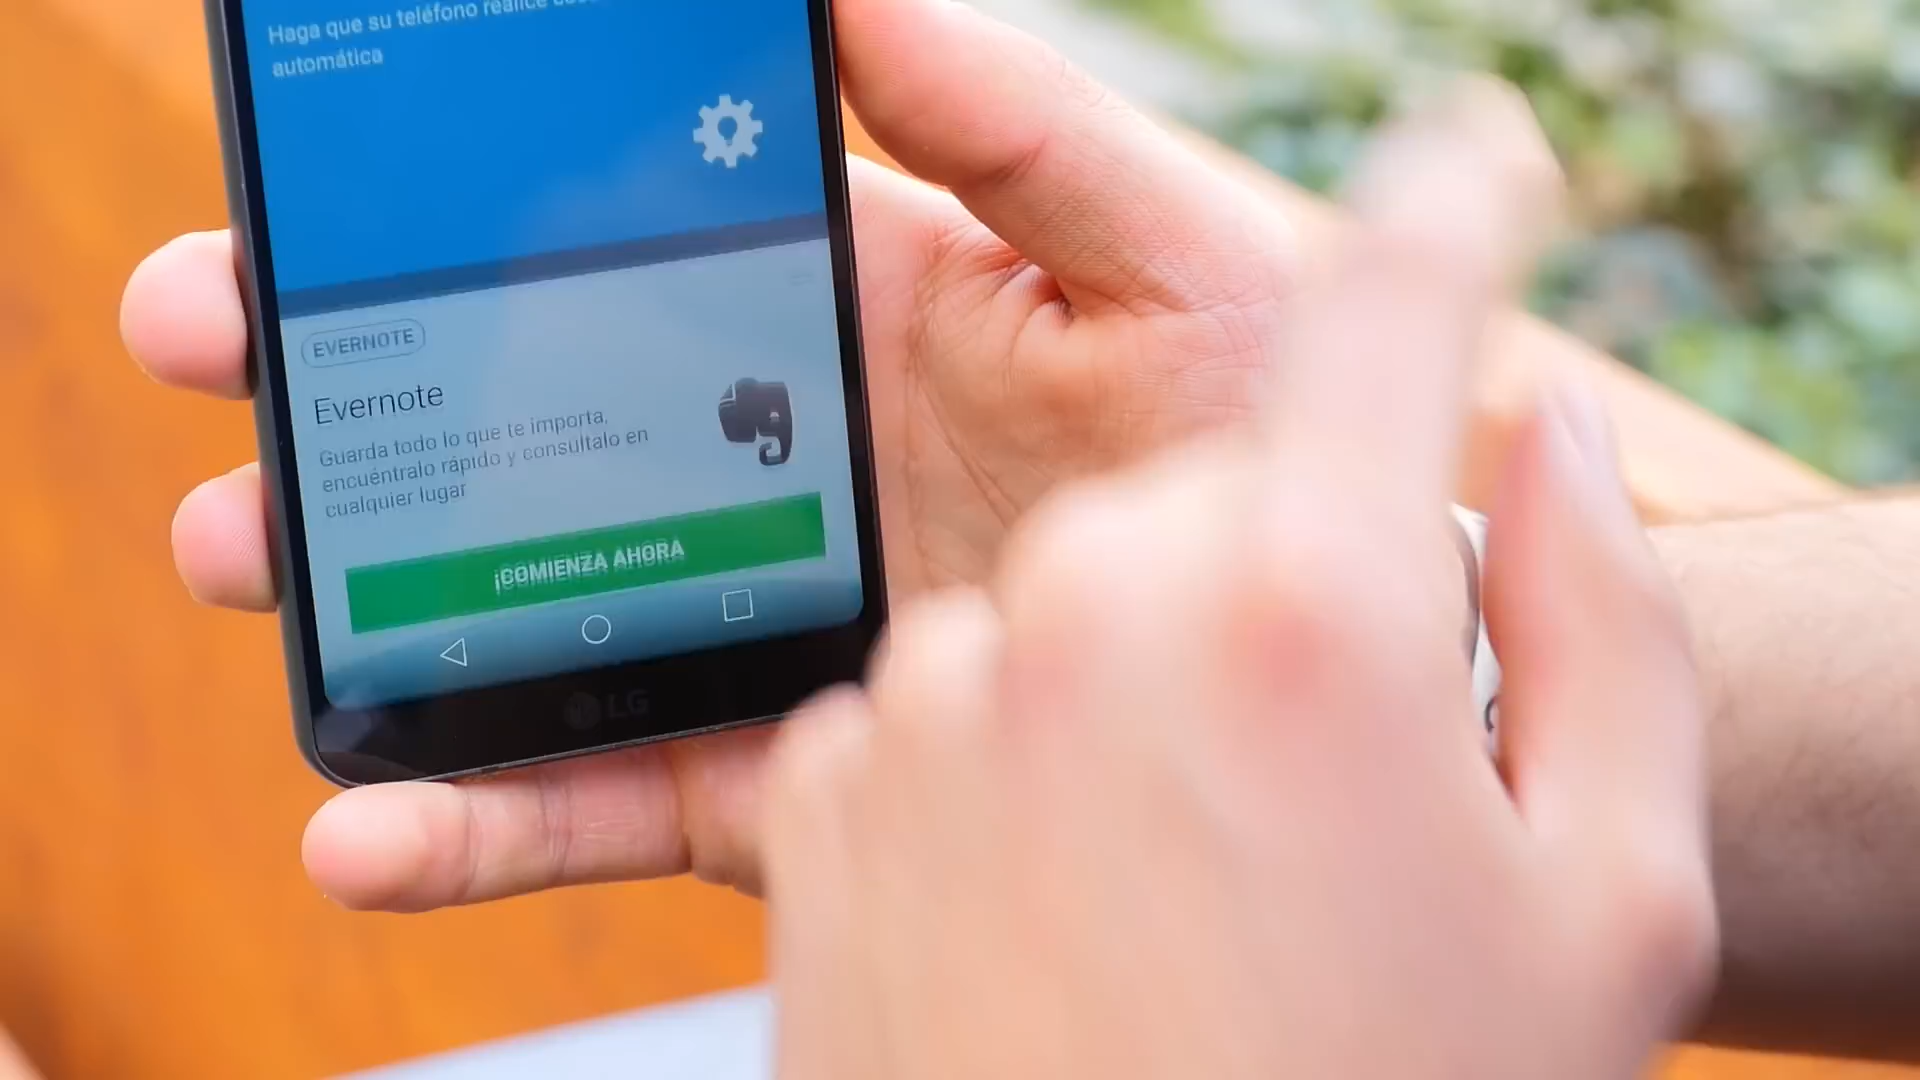 Haga que su teléfono realice
automática
EVERNOTE
Evernote
Guarda todo lo que te importa,
encuéntralo rápido y consúltalo en
cualquier lugar
¡COMIENZA AHORA
LG